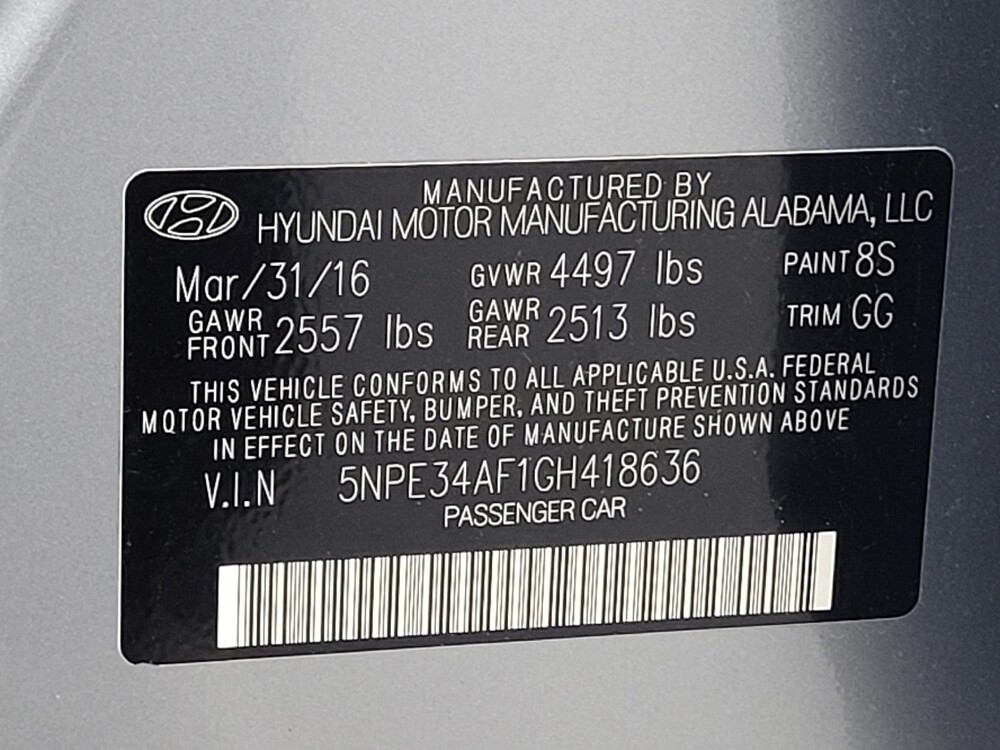 MANUFACTURED BY
HYUNDAI MOTOR MANUFACTURING ALABAMA, LLC
Mar/31/16 GVWR 4497 lbs PAINT 8S
GAWR FRONT 2557 lbs GAWR REAR 2513 lbs TRIM GG
THIS VEHICLE CONFORMS TO ALL APPLICABLE U.S.A. FEDERAL
MOTOR VEHICLE SAFETY, BUMPER, AND THEFT PREVENTION STANDARDS
IN EFFECT ON THE DATE OF MANUFACTURE SHOWN ABOVE
V.I.N 5NPE34AF1GH418636
PASSENGER CAR